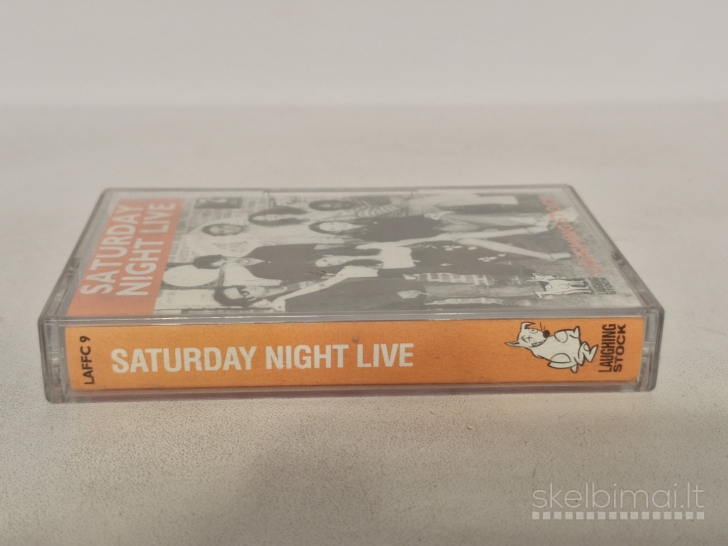 SATURDAY
NIGHT LIVE
LAFFC 9
SATURDAY NIGHT LIVE
LAUGHING
STOCK
skelbimai.lt